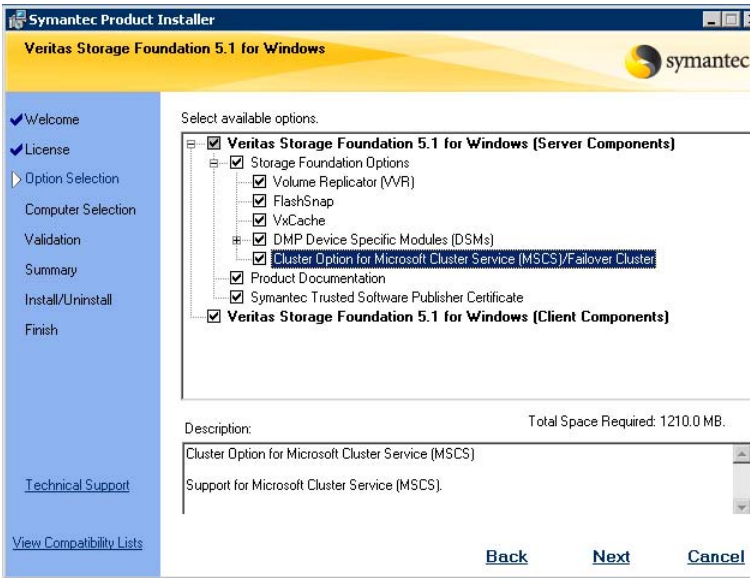 Symantec Product Installer
Veritas Storage Foundation 5.1 for Windows
symantec
Welcome
License
Option Selection
Computer Selection
Validation
Summary
Install/Uninstall
Finish
Technical Support
View Compatibility Lists
Select available options.
Veritas Storage Foundation 5.1 for Windows (Server Components)
Storage Foundation Options
Volume Replicator (VVR)
FlashSnap
VxCache
DMP Device Specific Modules (DSMs)
Cluster Option for Microsoft Cluster Service (MSCS)/Failover Cluster
Product Documentation
Symantec Trusted Software Publisher Certificate
Veritas Storage Foundation 5.1 for Windows (Client Components)
Total Space Required: 1210.0 MB.
Description:
Cluster Option for Microsoft Cluster Service (MSCS)
Support for Microsoft Cluster Service (MSCS).
Back Next Cancel